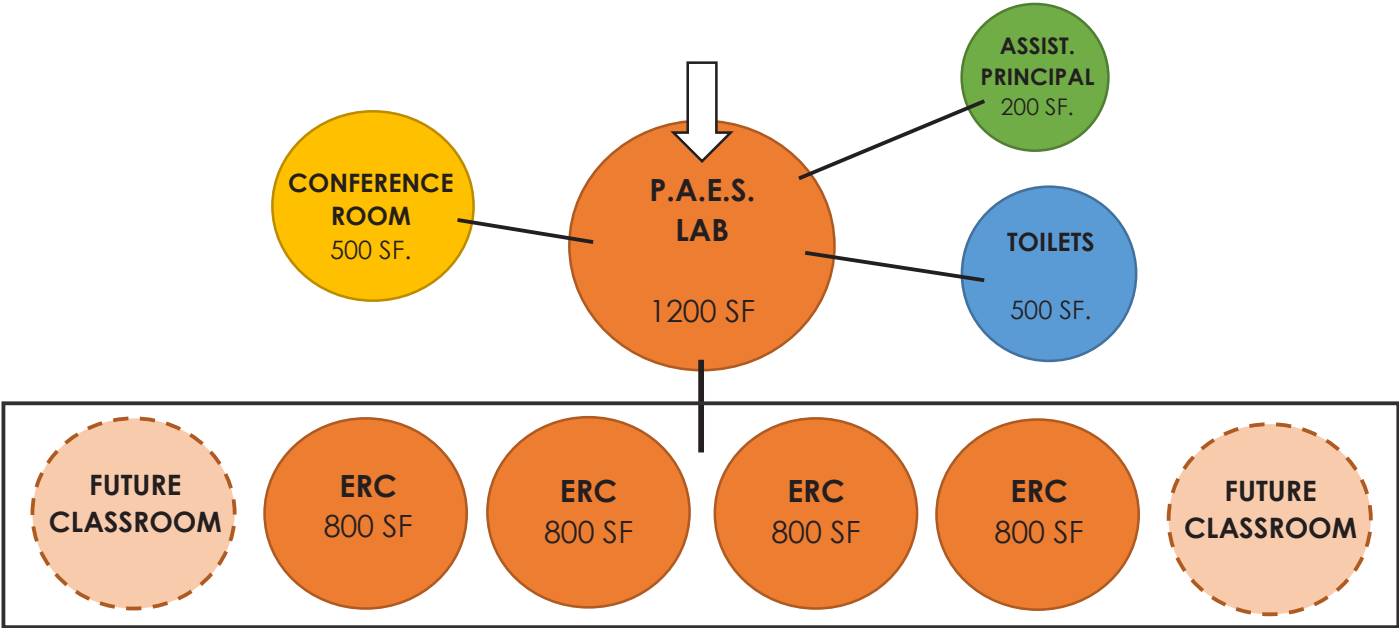 ASSIST.
PRINCIPAL
200 SF.
CONFERENCE
ROOM
500 SF.
P.A.E.S.
LAB
1200 SF
TOILETS
500 SF.
FUTURE
CLASSROOM
ERC
800 SF
ERC
800 SF
ERC
800 SF
ERC
800 SF
FUTURE
CLASSROOM